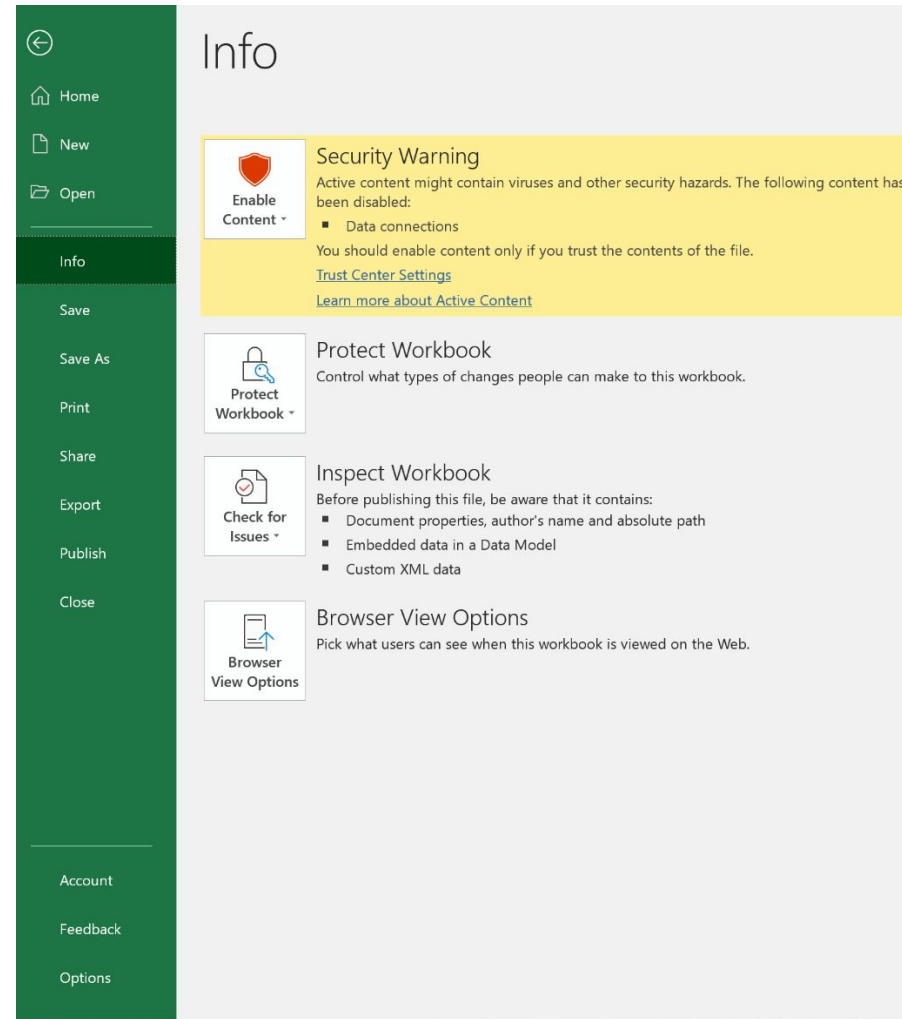 Info
Home
New
Open
Info
Save
Save As
Print
Share
Export
Publish
Close
Account
Feedback
Options
Enable
Content
Security Warning
Active content might contain viruses and other security hazards. The following content has
been disabled:
▪ Data connections
You should enable content only if you trust the contents of the file.
Trust Center Settings
Learn more about Active Content
Protect
Workbook
Protect Workbook
Control what types of changes people can make to this workbook.
Check for
Issues
Inspect Workbook
Before publishing this file, be aware that it contains:
▪ Document properties, author's name and absolute path
▪ Embedded data in a Data Model
▪ Custom XML data
Browser
View Options
Browser View Options
Pick what users can see when this workbook is viewed on the Web.